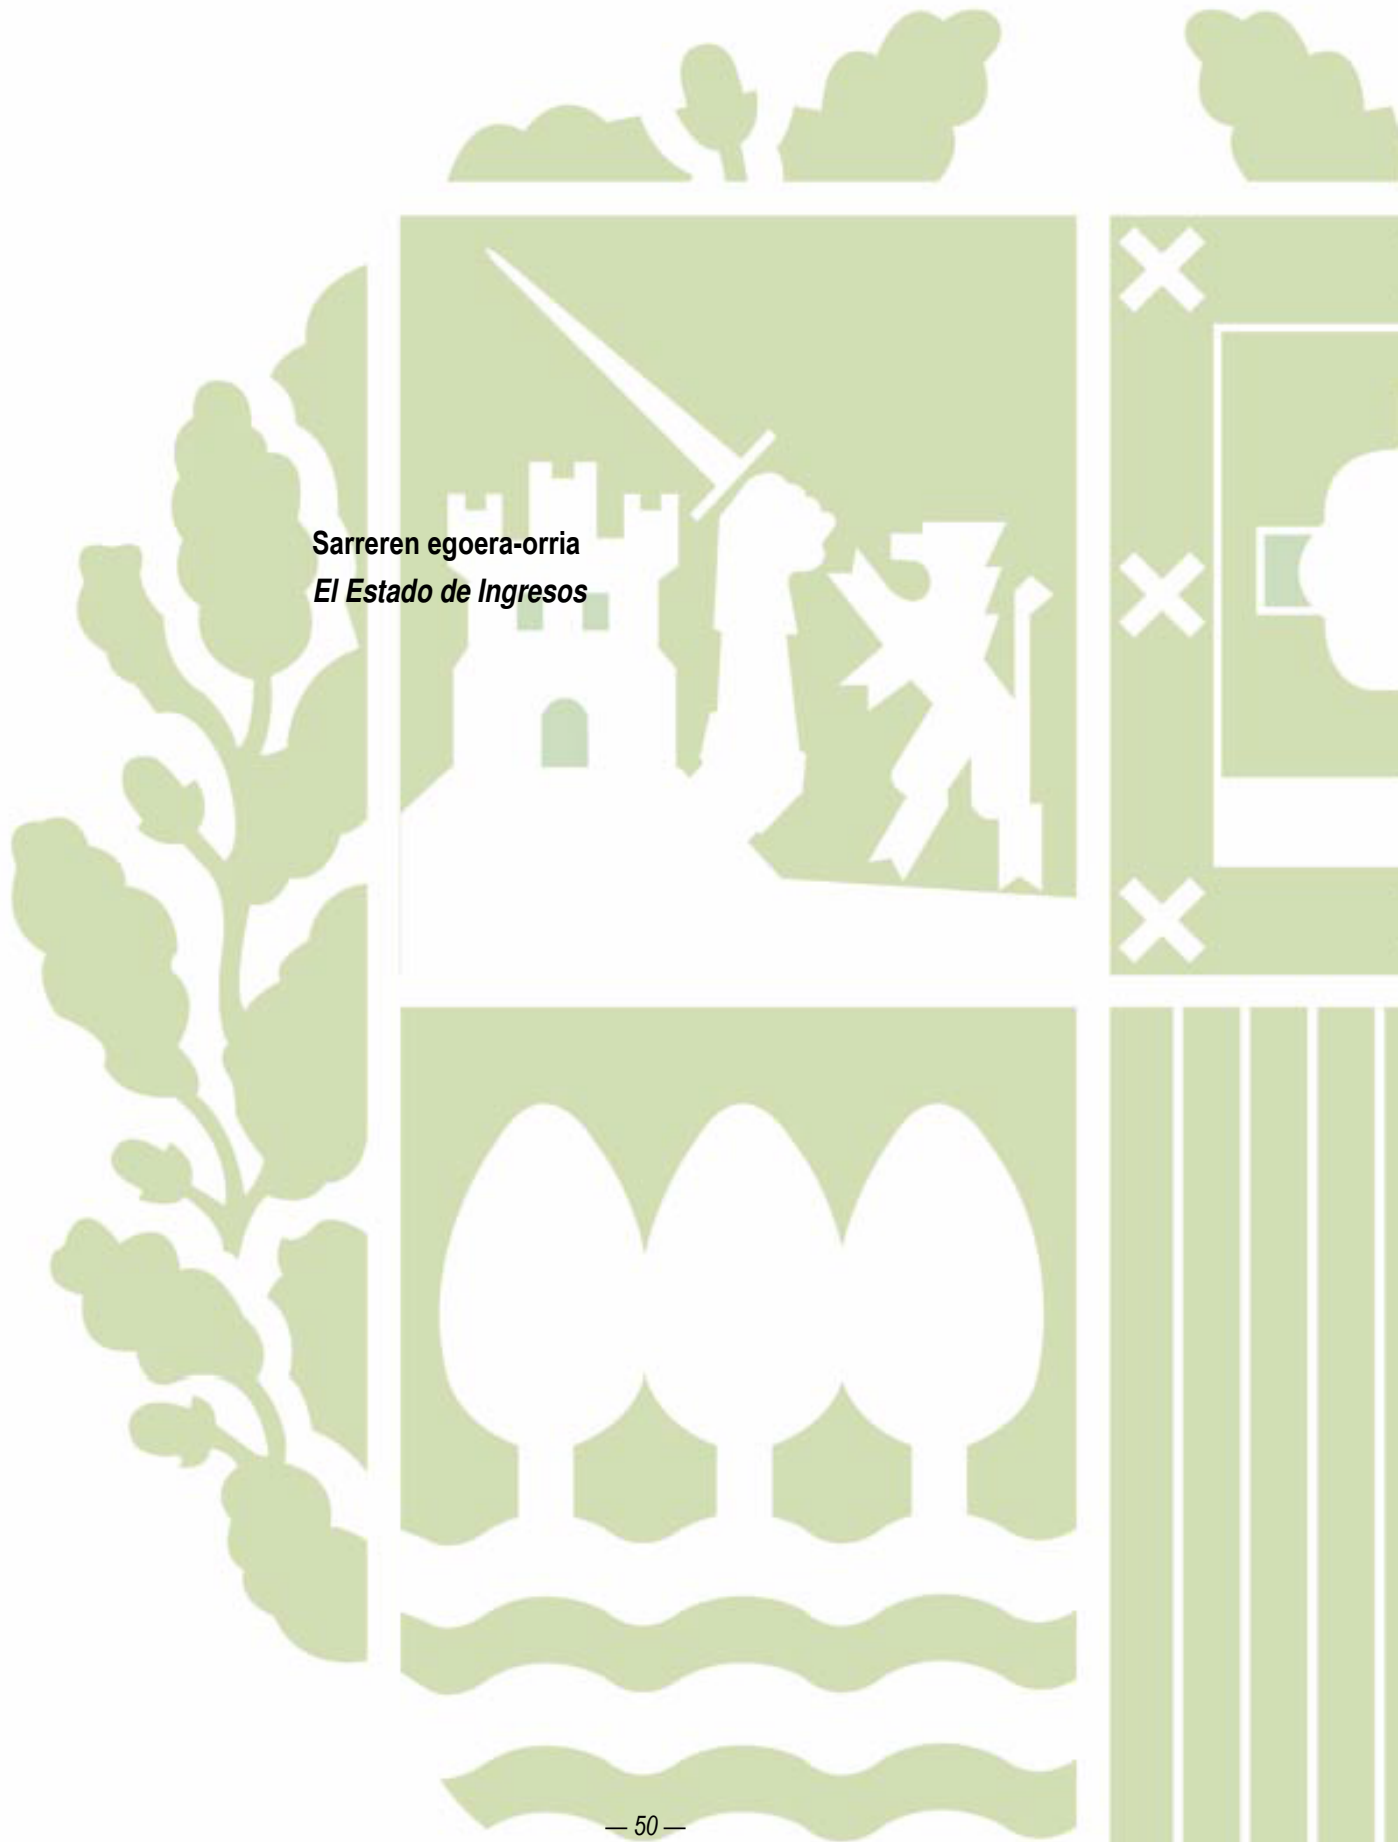 Sarreren egoera-orria
El Estado de Ingresos
— 50 —